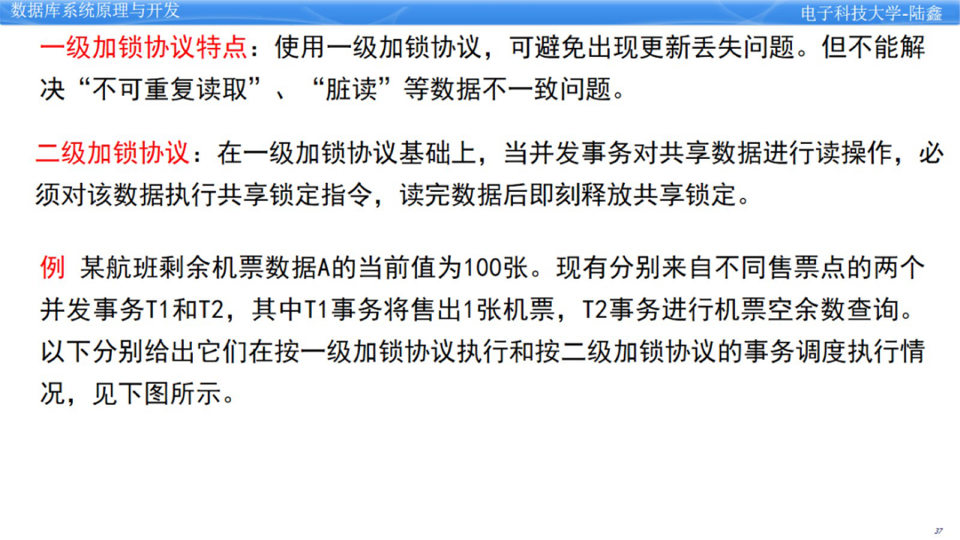 数据库系统原理与开发
电子科技大学-陆鑫
一级加锁协议特点：使用一级加锁协议，可避免出现更新丢失问题。但不能解
决“不可重复读取”、“脏读”等数据不一致问题。
二级加锁协议：在一级加锁协议基础上，当并发事务对共享数据进行读操作，必
须对该数据执行共享锁定指令，读完数据后即刻释放共享锁定。
例 某航班剩余机票数据A的当前值为100张。现有分别来自不同售票点的两个
并发事务T1和T2，其中T1事务将售出1张机票，T2事务进行机票空余数查询。
以下分别给出它们在按一级加锁协议执行和按二级加锁协议的事务调度执行情
况，见下图所示。
37